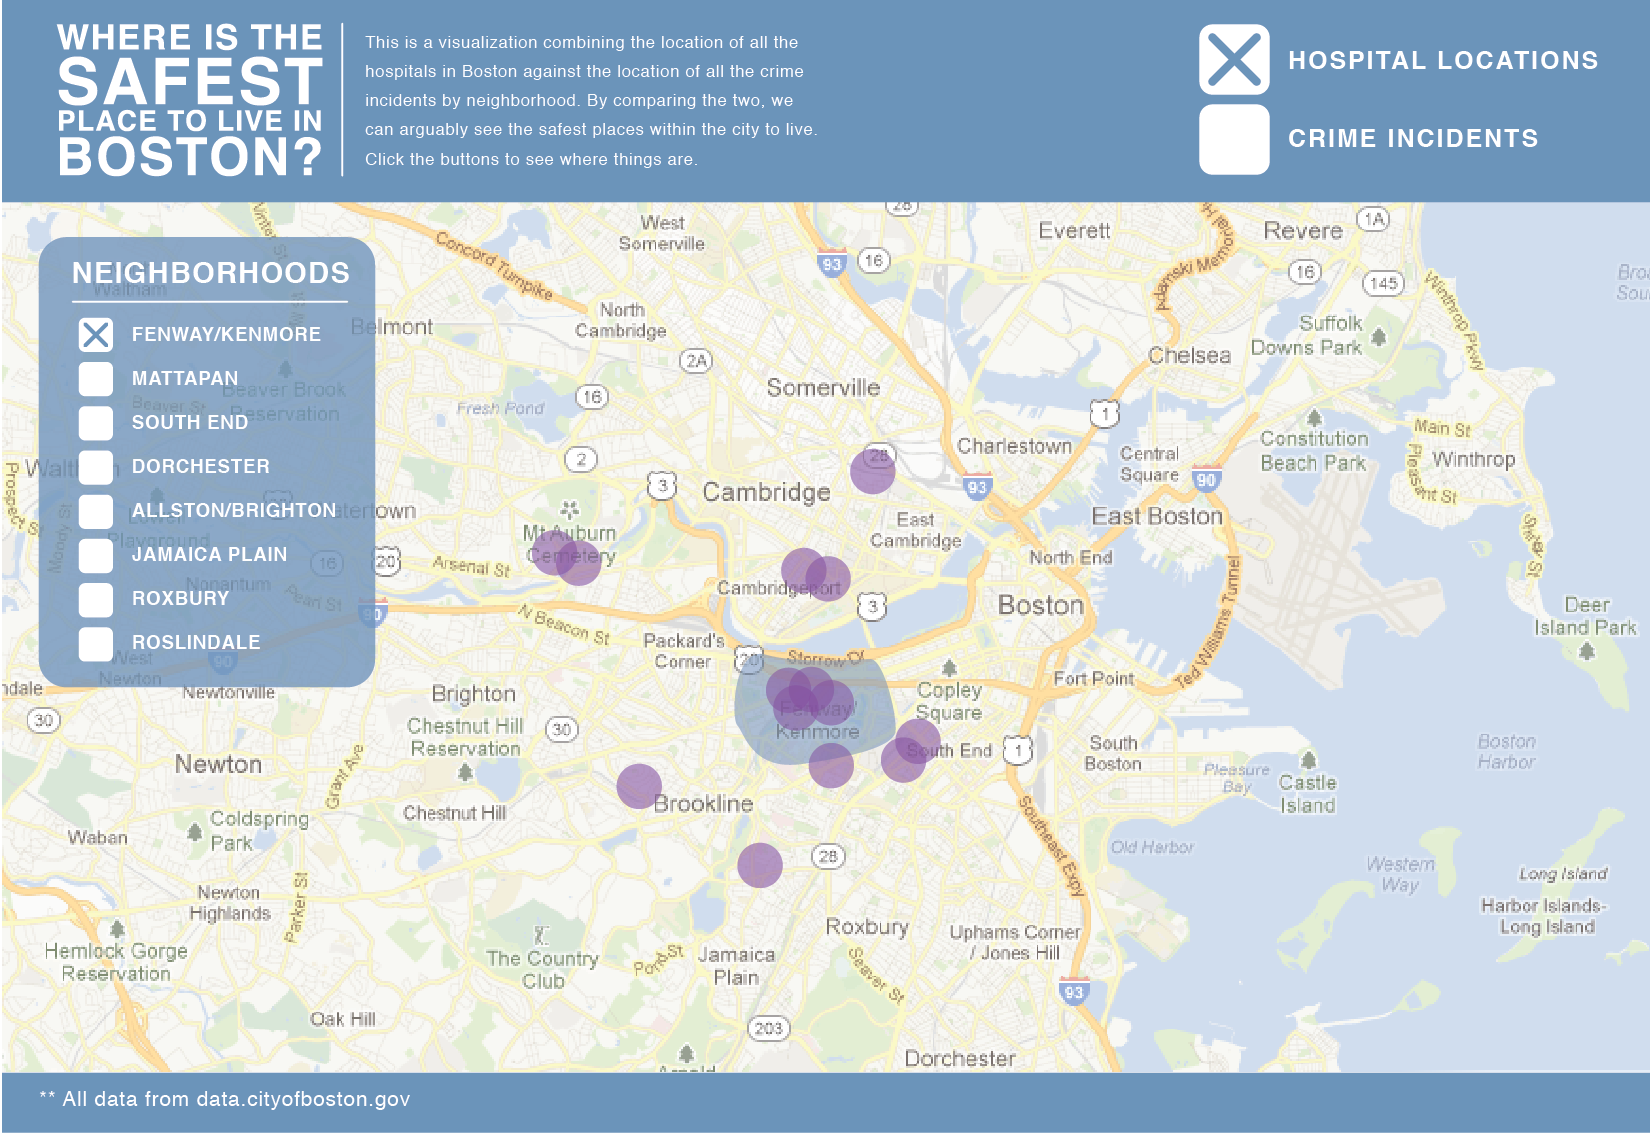 WHERE IS THE
SAFEST
PLACE TO LIVE IN
BOSTON?
This is a visualization combining the location of all the
hospitals in Boston against the location of all the crime
incidents by neighborhood. By comparing the two, we
can arguably see the safest places within the city to live.
Click the buttons to see where things are.
HOSPITAL LOCATIONS
CRIME INCIDENTS
NEIGHBORHOODS
FENWAY/KENMORE
MATTAPAN
SOUTH END
DORCHESTER
ALLSTON/BRIGHTON
JAMAICA PLAIN
ROXBURY
ROSLINDALE
Waltham
Beaver Brook
Reservation
Beaver St
Lowell
Playground
Nonantum
Pearl St
16
90
West
Newton
Moody St
Prospect St
Concord Turnpike
West
Somerville
28
93
16
Everett
Revere
1A
16
145
Winthrop Pkwy
Belmont
North
Cambridge
2A
Suffolk
Downs Park
Chelsea
Somerville
16
Fresh Pond
1
Charlestown
Constitution
Beach Park
Main St
Pleasant St
Winthrop
Central
Square
2
28
3
93
90
Cambridge
East Boston
East
Cambridge
Mt Auburn
Cemetery
North End
20
Arsenal St
Cambridgeport
3
Boston
Ted Williams Tunnel
Deer
Island Park
90
N Beacon St
Packard's
Corner
20
Storrow Dr
Copley
Square
Fort Point
ndale
Newtonville
Brighton
30
Chestnut Hill
Reservation
30
Fenway/
Kenmore
South End
1
South
Boston
Boston
Harbor
Newton
Grant Ave
Pleasure
Bay
Castle
Island
Brookline
Chestnut Hill
Coldspring
Park
Waban
Southeast Expy
Old Harbor
28
Western
Way
Long Island
Newton
Highlands
Parker St
Harbor Islands-
Long Island
Roxbury
Uphams Corner
/ Jones Hill
Hemlock Gorge
Reservation
The Country
Club
Pond St
Jamaica
Plain
Seaver St
93
Oak Hill
203
Dorchester
** All data from data.cityofboston.gov